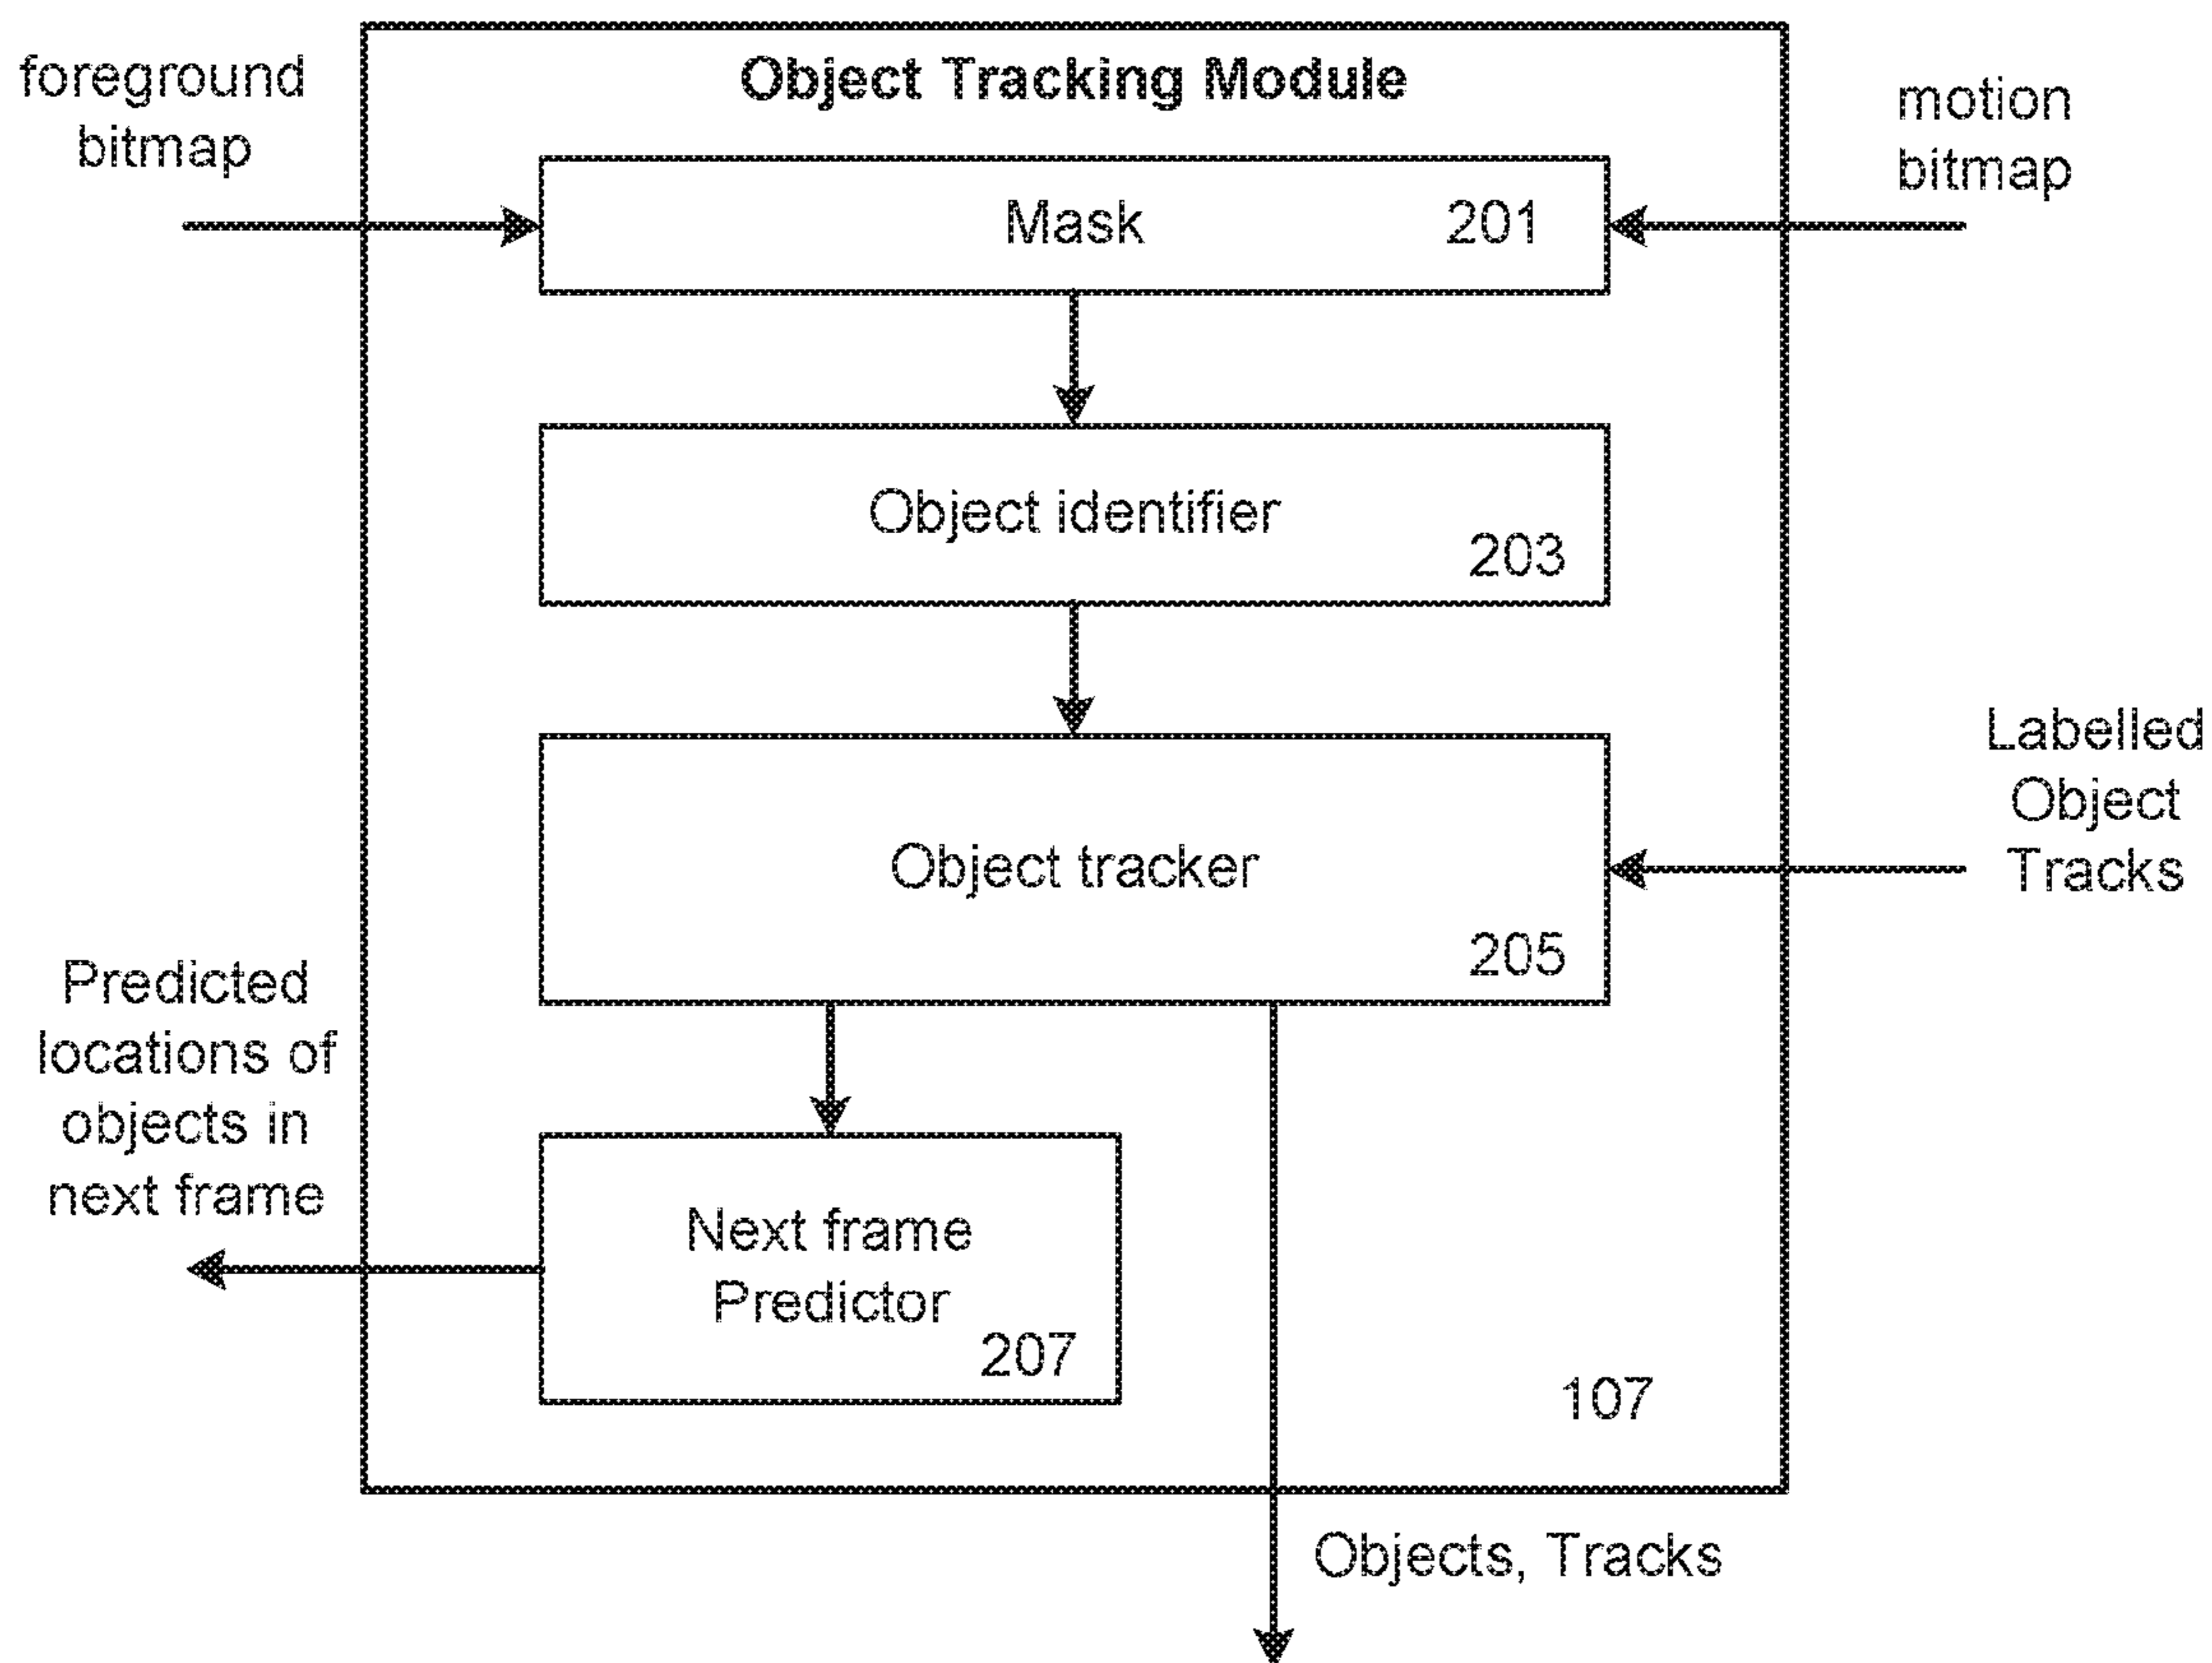 Object Tracking Module
foreground
bitmap
motion
bitmap
Mask 201
Object identifier
203
Object tracker
205
Labelled
Object
Tracks
Predicted
locations of
objects in
next frame
Next frame
Predictor
207
107
Objects, Tracks